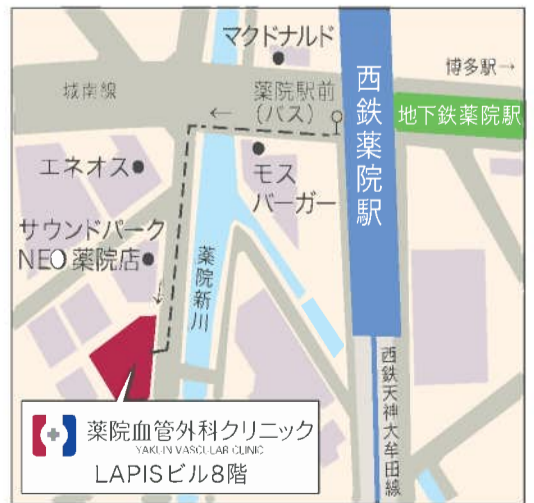 マクドナルド
博多駅→
城南線
薬院駅前
(バス)
←
地下鉄薬院駅
西鉄薬院駅
エネオス
モス
バーガー
サウンドパーク
NEO薬院店
薬院新川
西鉄天神大牟田線
薬院血管外科クリニック
YAKUIN VASCULAR CLINIC
LAPISビル8階